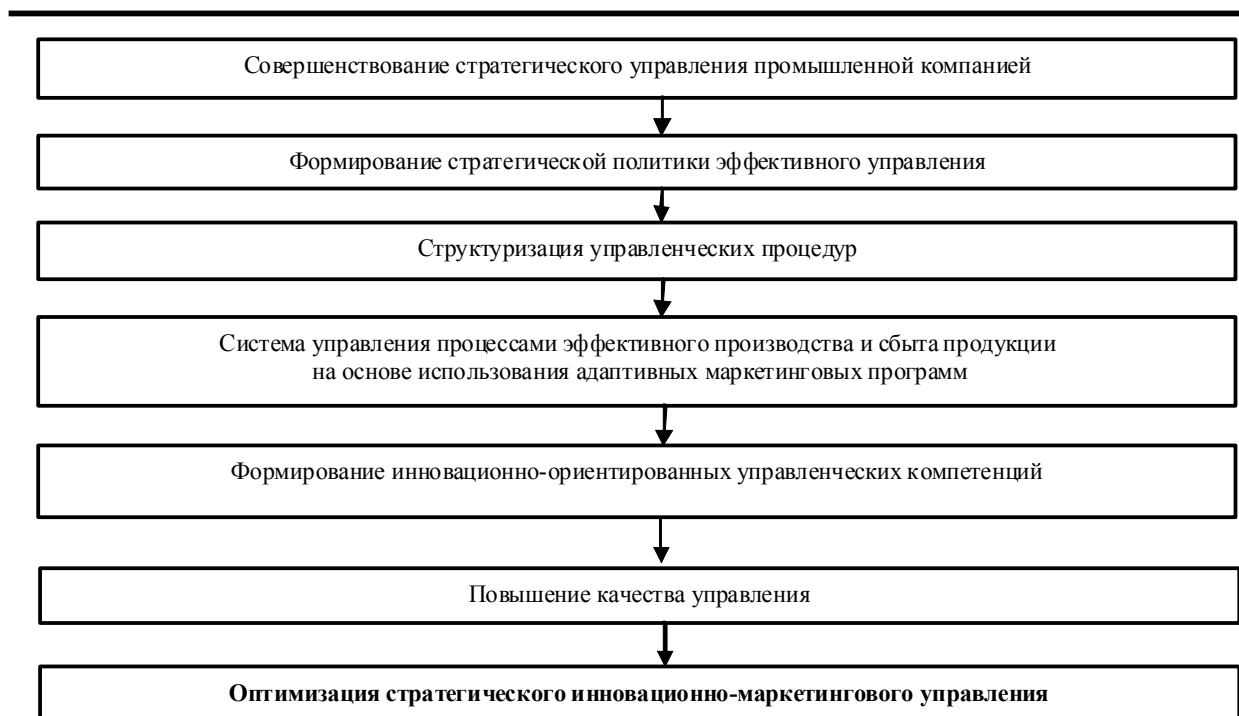 Совершенствование стратегического управления промышленной компанией
Формирование стратегической политики эффективного управления
Структуризация управленческих процедур
Система управления процессами эффективного производства и сбыта продукции
на основе использования адаптивных маркетинговых программ
Формирование инновационно-ориентированных управленческих компетенций
Повышение качества управления
Оптимизация стратегического инновационно-маркетингового управления